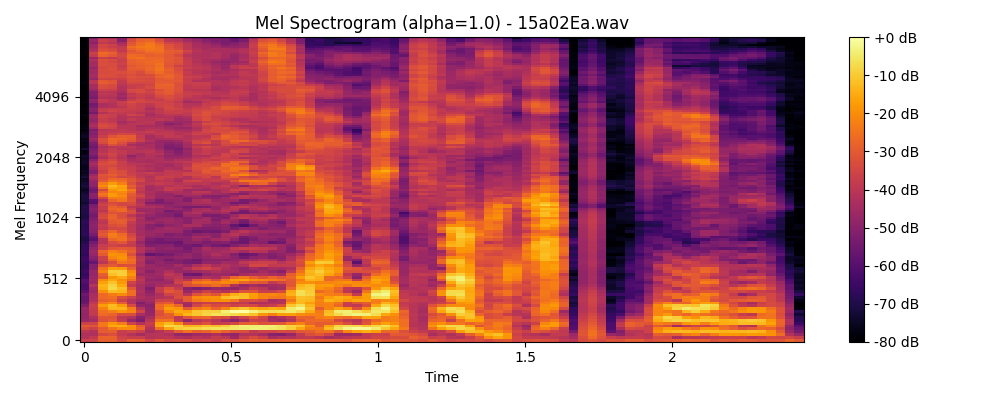 Mel Spectrogram (alpha=1.0) - 15a02Ea.wav
Mel Frequency
4096
2048
1024
512
0
0
0.5
1
1.5
2
Time
+0 dB
-10 dB
-20 dB
-30 dB
-40 dB
-50 dB
-60 dB
-70 dB
-80 dB